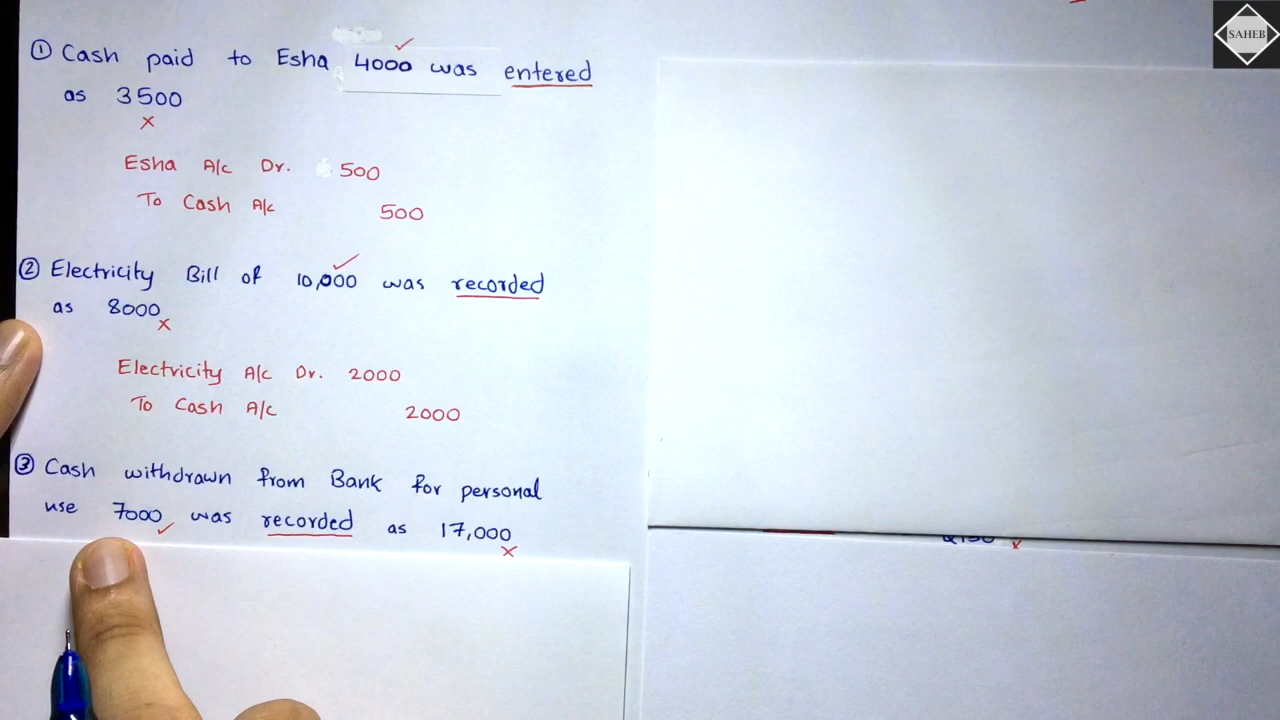 SAHEB
① Cash paid to Esha 4000 was entered
as 3500
Esha A/c Dr. 500
To Cash A/c 500
② Electricity Bill of 10,000 was recorded
as 8000
Electricity A/c Dr. 2000
To Cash A/c 2000
③ Cash withdrawn from Bank for personal
use 7000 was recorded as 17,000